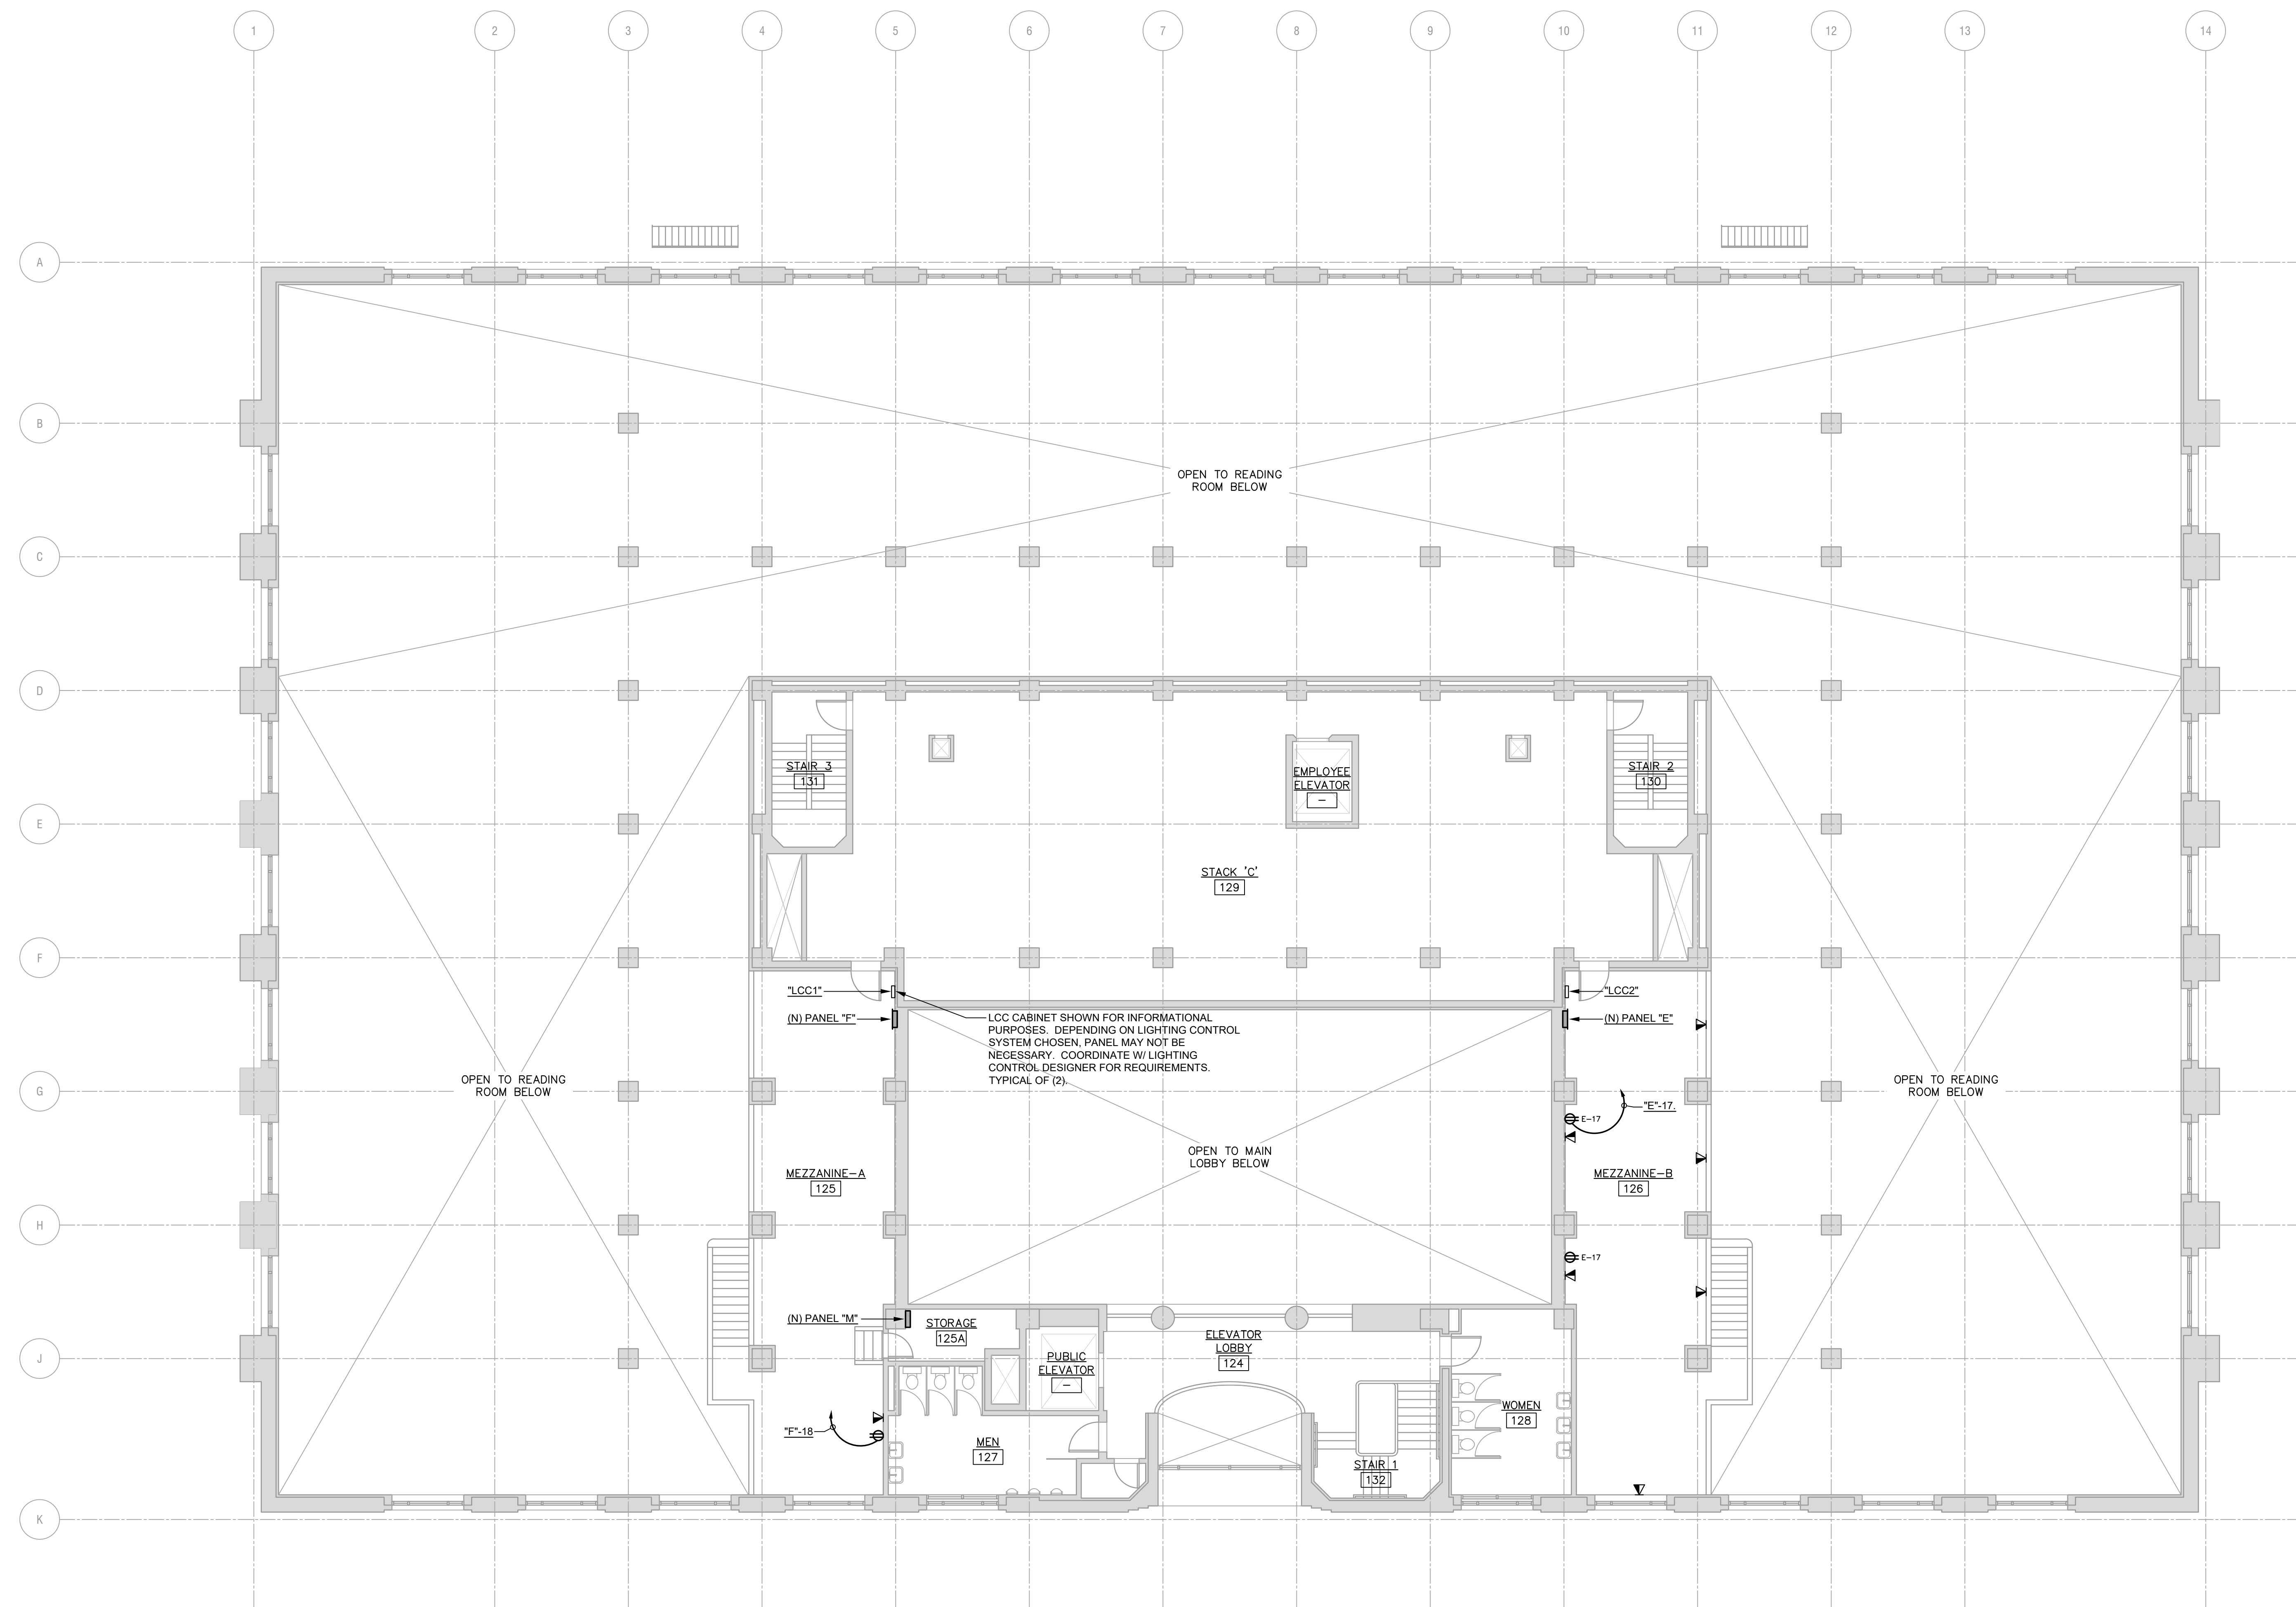 1
2
3
4
5
6
7
8
9
10
11
12
13
14
A
B
C
D
E
F
G
H
J
K
OPEN TO READING
ROOM BELOW
STAIR 3
131
EMPLOYEE
ELEVATOR
-
STAIR 2
130
STACK 'C'
129
"LCC1"
"LCC2"
(N) PANEL "F"
LCC CABINET SHOWN FOR INFORMATIONAL
PURPOSES. DEPENDING ON LIGHTING CONTROL
SYSTEM CHOSEN, PANEL MAY NOT BE
NECESSARY. COORDINATE W/ LIGHTING
CONTROL DESIGNER FOR REQUIREMENTS.
TYPICAL OF (2).
(N) PANEL "E"
OPEN TO READING
ROOM BELOW
OPEN TO READING
ROOM BELOW
"E"-17.
E-17
OPEN TO MAIN
LOBBY BELOW
MEZZANINE-A
125
MEZZANINE-B
126
E-17
(N) PANEL "M"
STORAGE
125A
PUBLIC
ELEVATOR
-
ELEVATOR
LOBBY
124
WOMEN
128
"F"-18
MEN
127
STAIR 1
132